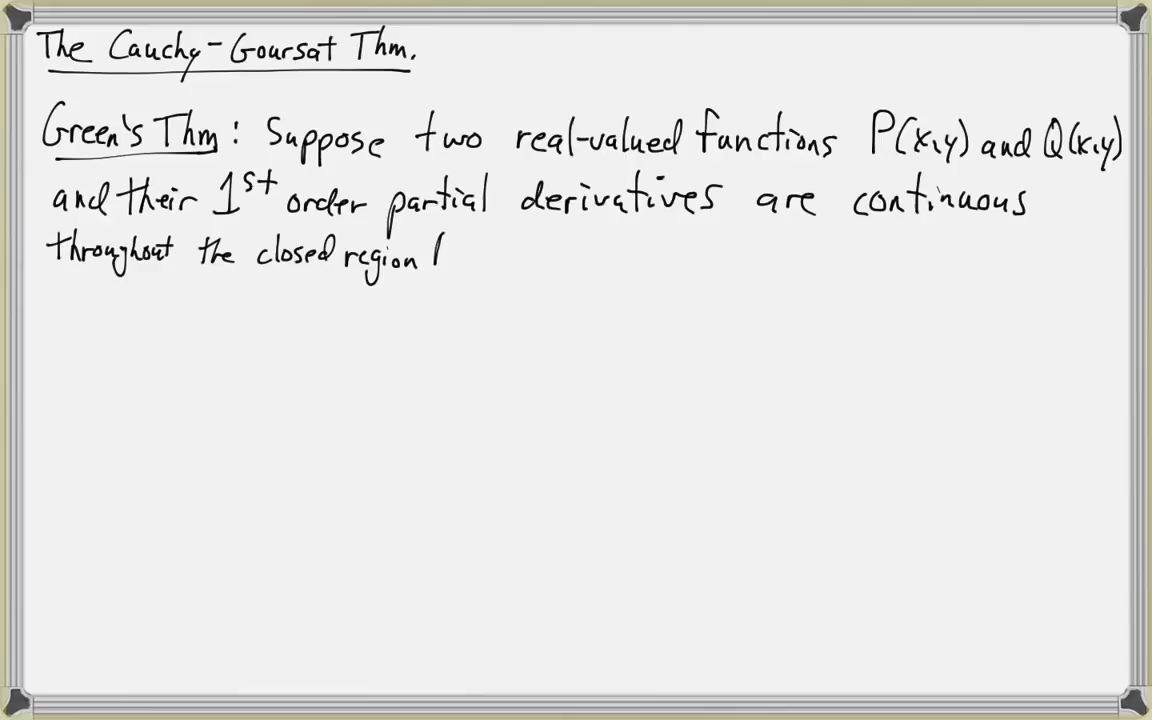 The Cauchy-Goursat Thm.
Green's Thm: Suppose two real-valued functions P(x,y) and Q(x,y)
and their 1st order partial derivatives are continuous
throughout the closed region